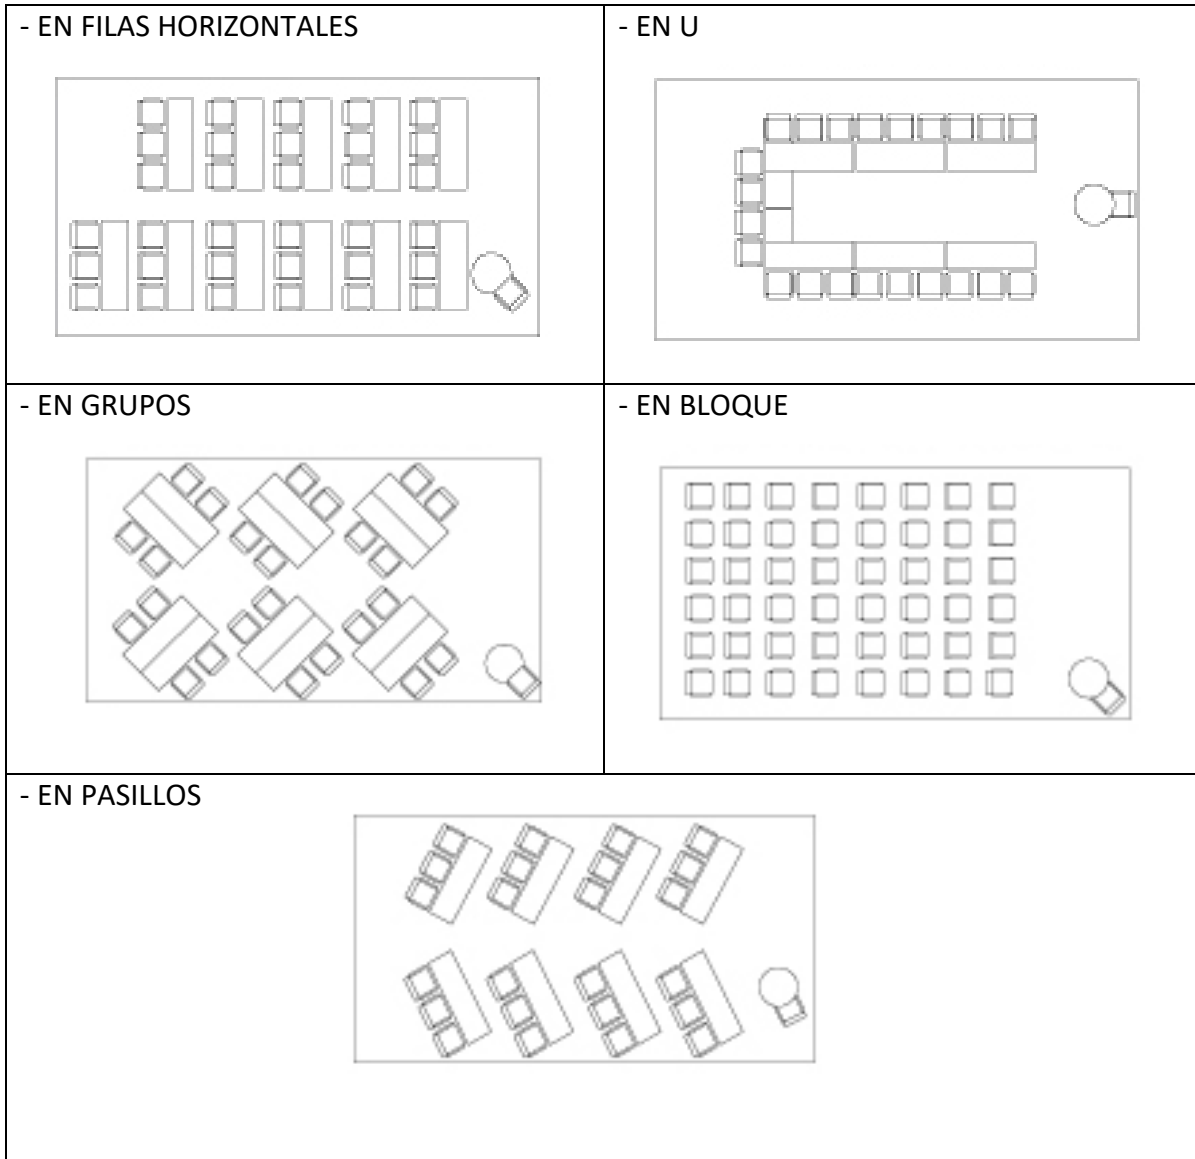 - EN FILAS HORIZONTALES
- EN U
- EN GRUPOS
- EN BLOQUE
- EN PASILLOS